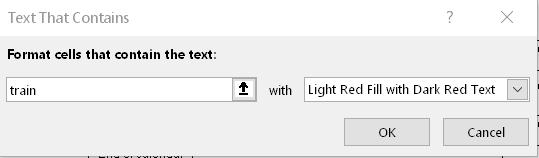 Text That Contains ?
Format cells that contain the text:
train with Light Red Fill with Dark Red Text
OK Cancel